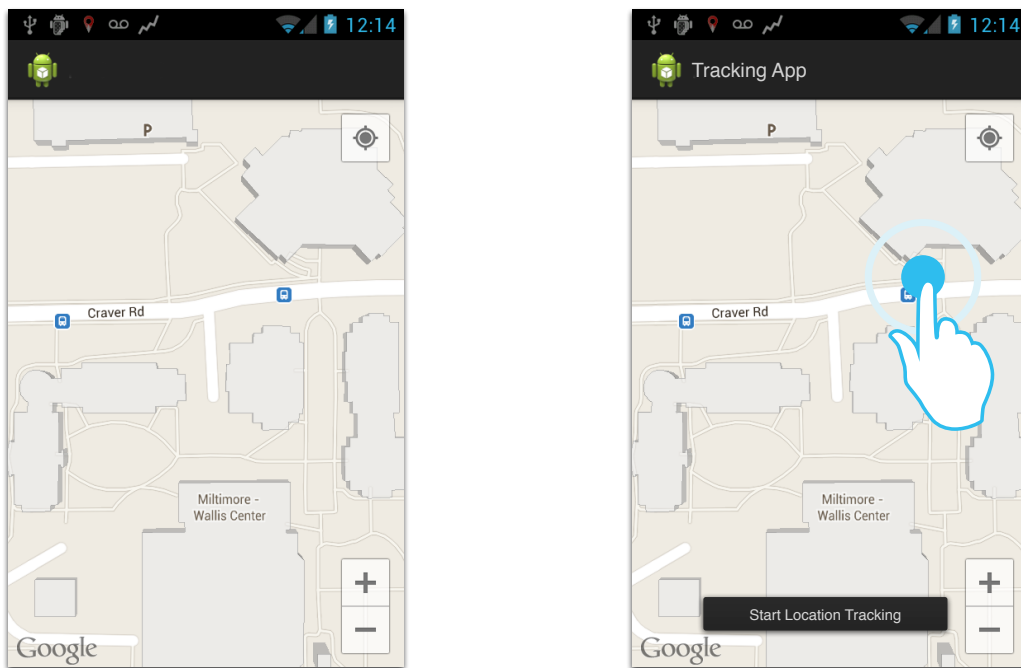 12:14
P
Craver Rd
Miltimore -
Wallis Center
+
−
Google
12:14
Tracking App
P
Craver Rd
Miltimore -
Wallis Center
+
Start Location Tracking
−
Google